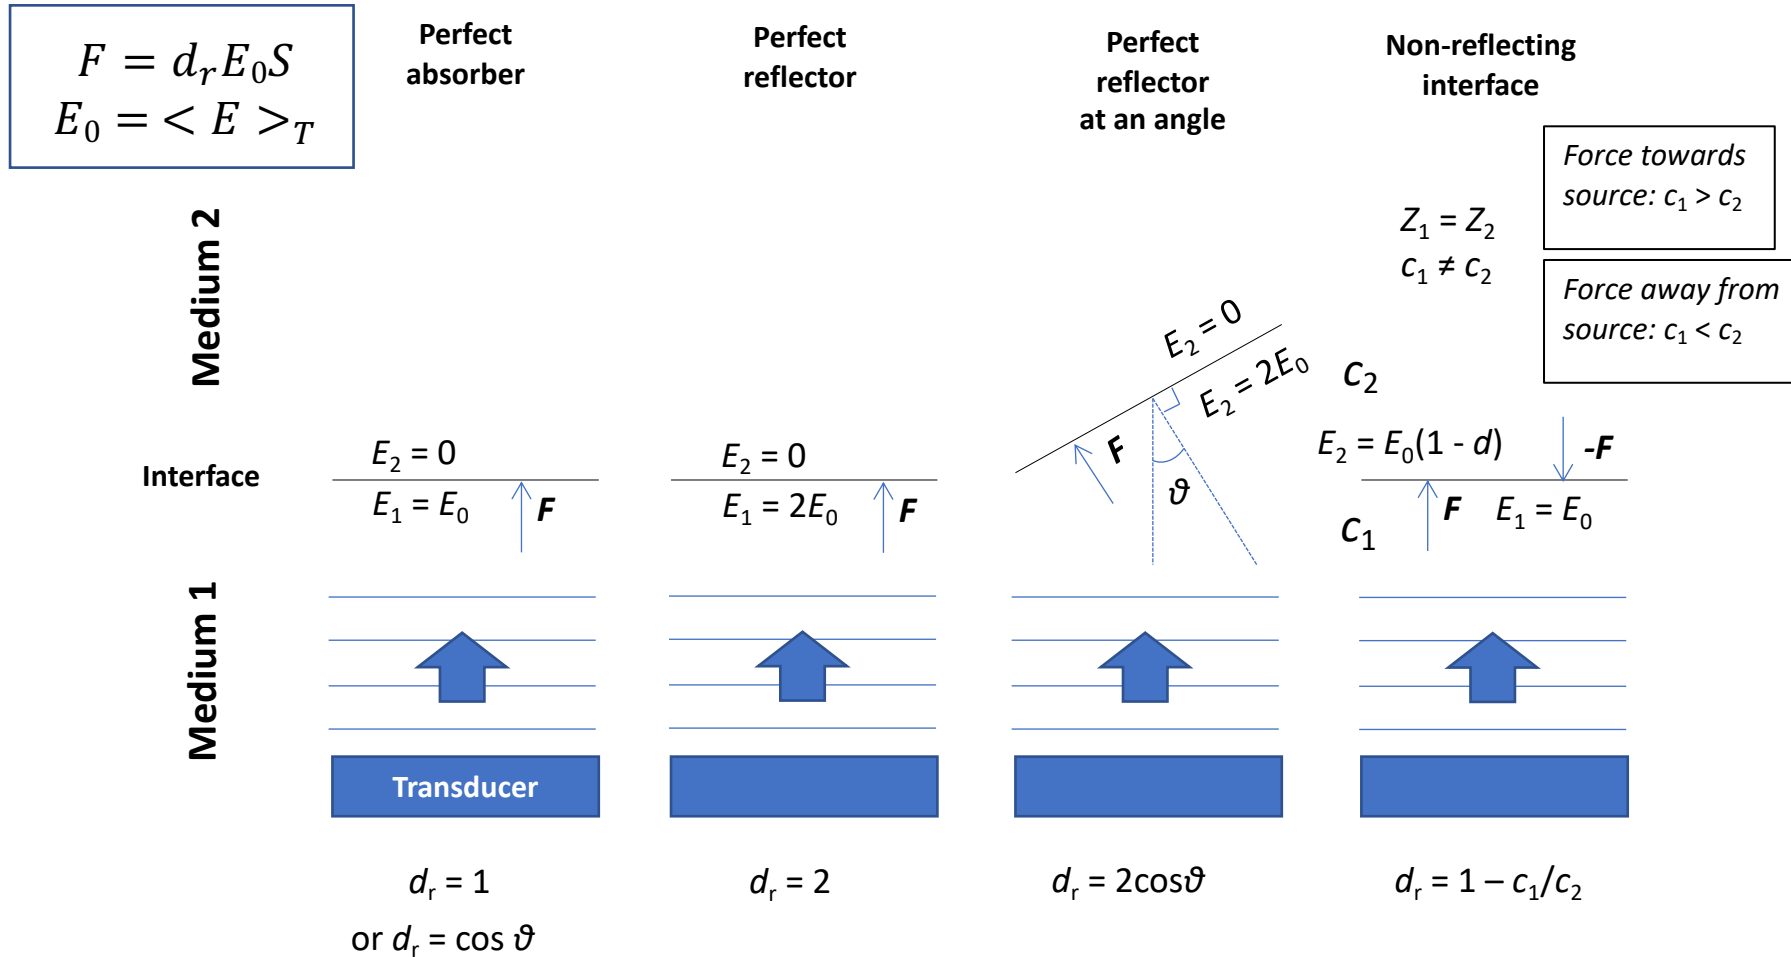 F = dᵣE₀S
E₀ = < E >_T
Perfect
absorber
Perfect
reflector
Perfect
reflector
at an angle
Non-reflecting
interface
Force towards
source: c₁ > c₂
Z₁ = Z₂
c₁ ≠ c₂
Force away from
source: c₁ < c₂
Medium 2
Interface
Medium 1
E₂ = 0
E₁ = E₀
F
E₂ = 0
E₁ = 2E₀
F
E₂ = 0
E₂ = 2E₀
F
ϑ
c₂
E₂ = E₀(1 - d)
-F
c₁
F
E₁ = E₀
Transducer
dᵣ = 1
or dᵣ = cos ϑ
dᵣ = 2
dᵣ = 2cosϑ
dᵣ = 1 – c₁/c₂